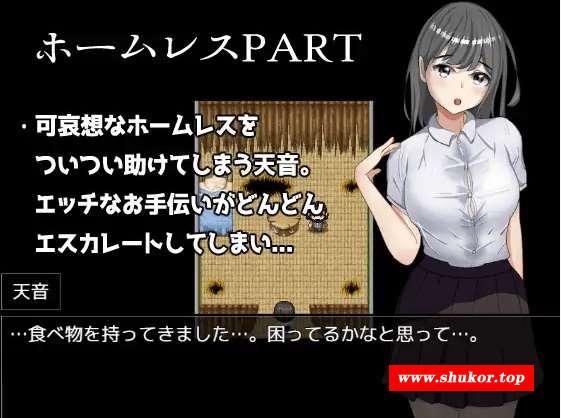 ホームレスPART
・可哀想なホームレスを
ついつい助けてしまう天音。
エッチなお手伝いがどんどん
エスカレートしてしまい…
天音
…食べ物を持ってきました…。困ってるかなと思って…。
www.shukor.top